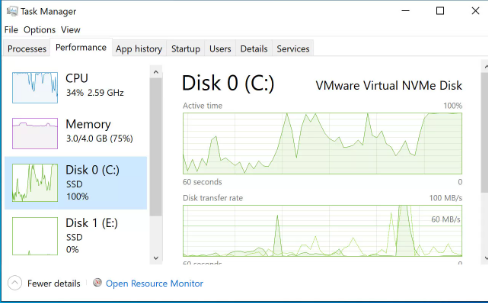 Task Manager
File Options View
Processes Performance App history Startup Users Details Services
CPU
34% 2.59 GHz
Memory
3.0/4.0 GB (75%)
Disk 0 (C:)
SSD
100%
Disk 1 (E:)
SSD
0%
Disk 0 (C:) VMware Virtual NVMe Disk
Active time 100%
60 seconds 0
Disk transfer rate 100 MB/s
60 MB/s
60 seconds 0
Fewer details Open Resource Monitor